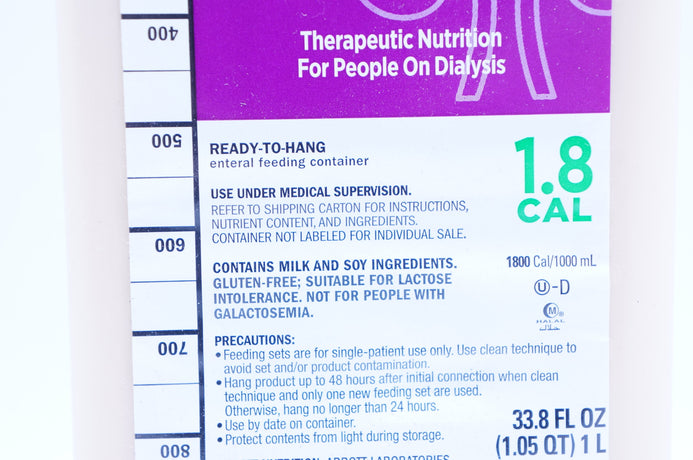 400
Therapeutic Nutrition
For People On Dialysis
500
READY-TO-HANG
enteral feeding container
1.8
CAL
USE UNDER MEDICAL SUPERVISION.
REFER TO SHIPPING CARTON FOR INSTRUCTIONS,
NUTRIENT CONTENT, AND INGREDIENTS.
CONTAINER NOT LABELED FOR INDIVIDUAL SALE.
600
CONTAINS MILK AND SOY INGREDIENTS.
GLUTEN-FREE; SUITABLE FOR LACTOSE
INTOLERANCE. NOT FOR PEOPLE WITH
GALACTOSEMIA.
1800 Cal/1000 mL
U-D
M®
HALAL
حلال
700
PRECAUTIONS:
• Feeding sets are for single-patient use only. Use clean technique to
avoid set and/or product contamination.
• Hang product up to 48 hours after initial connection when clean
technique and only one new feeding set are used.
Otherwise, hang no longer than 24 hours.
• Use by date on container.
• Protect contents from light during storage.
33.8 FL OZ
(1.05 QT) 1 L
800
NUTRITION, ABBOTT LABORATORIES